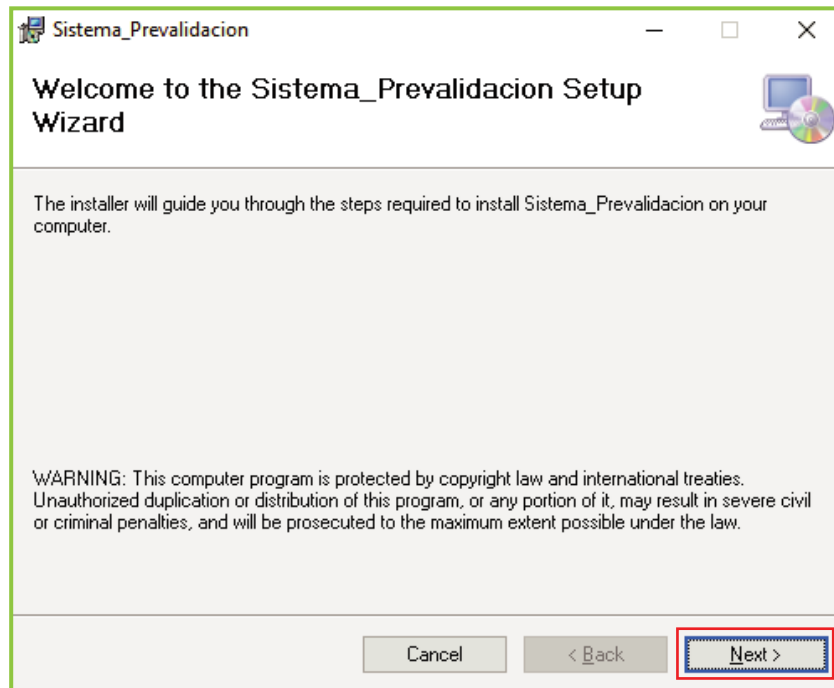 Sistema_Prevalidacion
Welcome to the Sistema_Prevalidacion Setup
Wizard
The installer will guide you through the steps required to install Sistema_Prevalidacion on your
computer.
WARNING: This computer program is protected by copyright law and international treaties.
Unauthorized duplication or distribution of this program, or any portion of it, may result in severe civil
or criminal penalties, and will be prosecuted to the maximum extent possible under the law.
Cancel < Back Next >